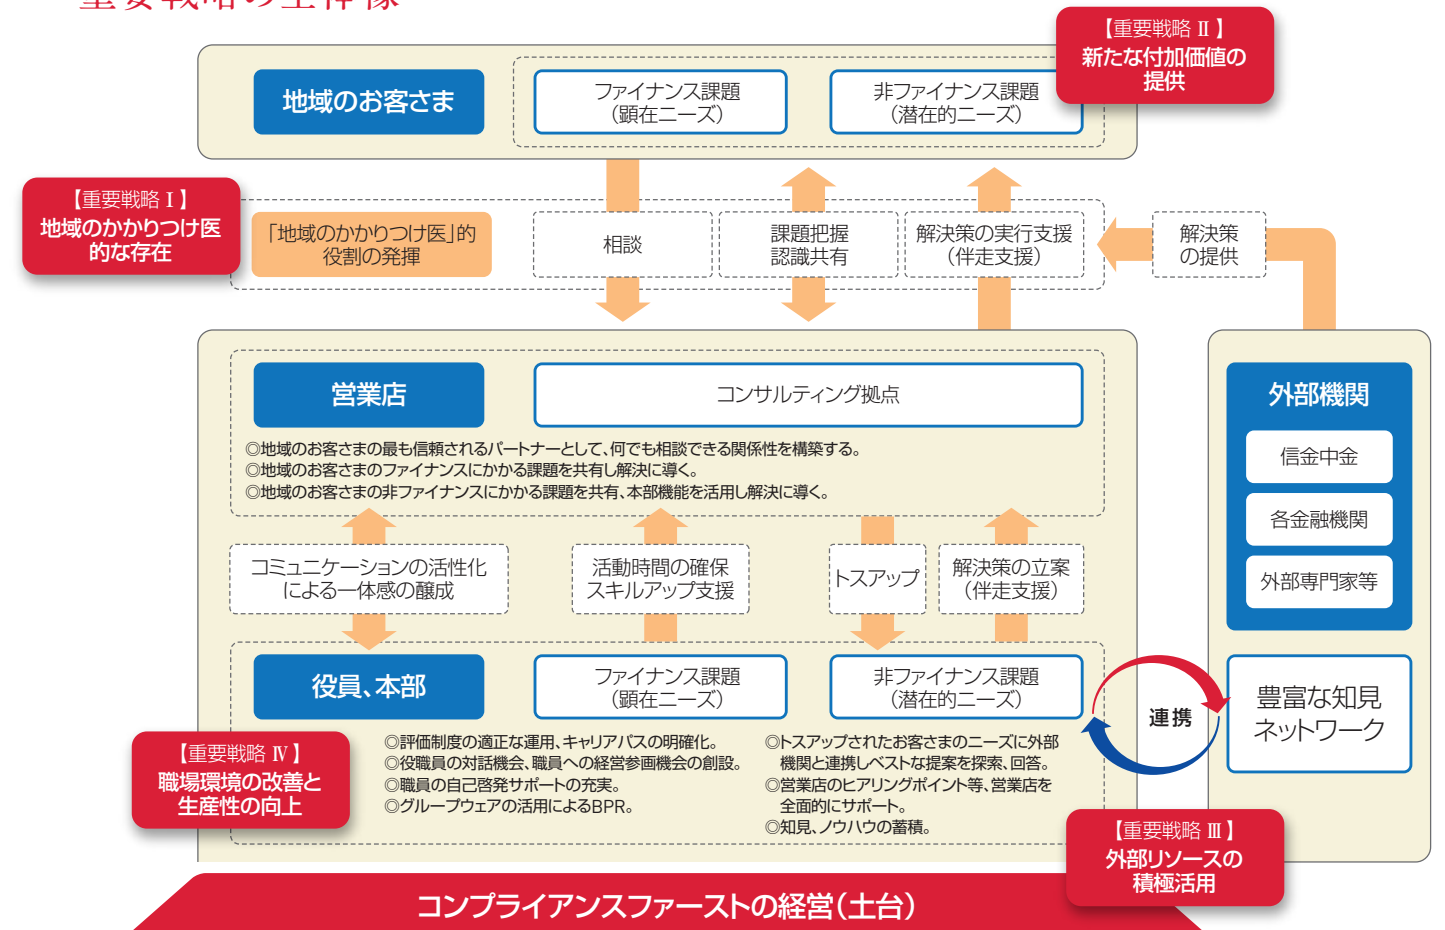 重要戦略の全体像
【重要戦略 Ⅱ 】
新たな付加価値の
提供
地域のお客さま
ファイナンス課題
（顕在ニーズ）
非ファイナンス課題
（潜在的ニーズ）
【重要戦略 Ⅰ 】
地域のかかりつけ医
的な存在
「地域のかかりつけ医」的
役割の発揮
相談
課題把握
認識共有
解決策の実行支援
（伴走支援）
解決策
の提供
営業店
コンサルティング拠点
◎地域のお客さまの最も信頼されるパートナーとして、何でも相談できる関係性を構築する。
◎地域のお客さまのファイナンスにかかる課題を共有し解決に導く。
◎地域のお客さまの非ファイナンスにかかる課題を共有、本部機能を活用し解決に導く。
外部機関
信金中金
各金融機関
外部専門家等
コミュニケーションの活性化
による一体感の醸成
活動時間の確保
スキルアップ支援
トスアップ
解決策の立案
（伴走支援）
役員、本部
ファイナンス課題
（顕在ニーズ）
非ファイナンス課題
（潜在的ニーズ）
連携
豊富な知見
ネットワーク
【重要戦略 Ⅳ 】
職場環境の改善と
生産性の向上
◎評価制度の適正な運用、キャリアパスの明確化。
◎役職員の対話機会、職員への経営参画機会の創設。
◎職員の自己啓発サポートの充実。
◎グループウェアの活用によるBPR。
◎トスアップされたお客さまのニーズに外部
機関と連携しベストな提案を探索、回答。
◎営業店のヒアリングポイント等、営業店を
全面的にサポート。
◎知見、ノウハウの蓄積。
【重要戦略 Ⅲ 】
外部リソースの
積極活用
コンプライアンスファーストの経営（土台）